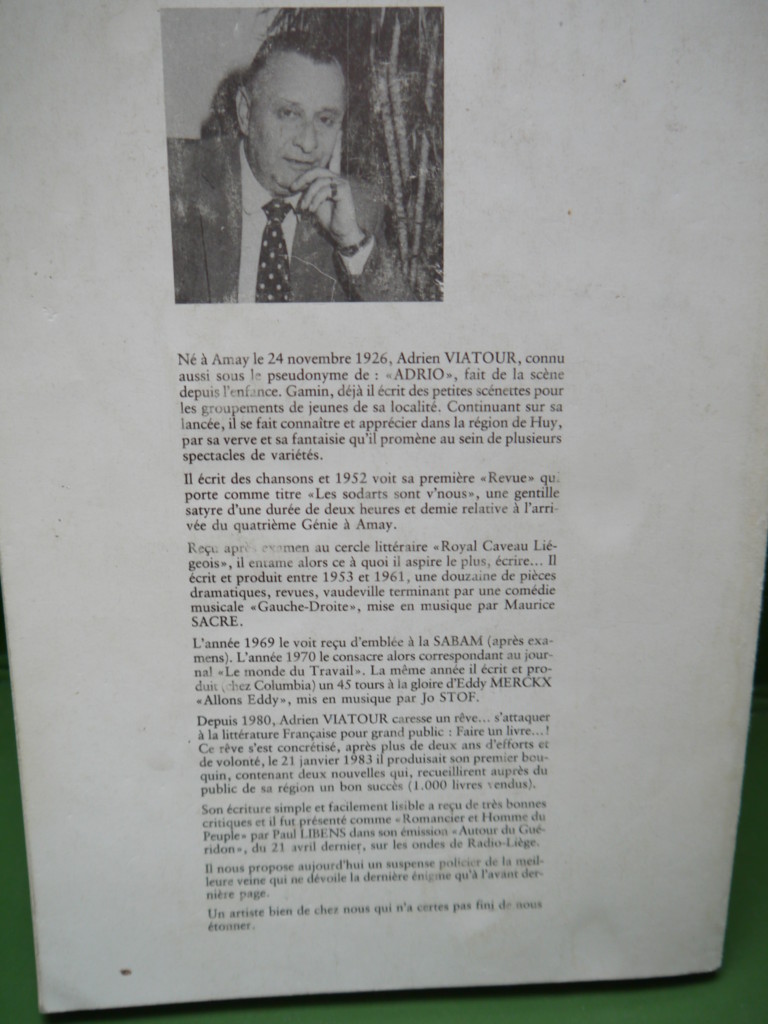 Né à Amay le 24 novembre 1926, Adrien VIATOUR, connu
aussi sous le pseudonyme de : «ADRIO», fait de la scène
depuis l'enfance. Gamin, déjà il écrit des petites scénettes pour
les groupements de jeunes de sa localité. Continuant sur sa
lancée, il se fait connaître et apprécier dans la région de Huy,
par sa verve et sa fantaisie qu'il promène au sein de plusieurs
spectacles de variétés.
Il écrit des chansons et 1952 voit sa première «Revue» qui
porte comme titre «Les sodarts sont v'nous», une gentille
satyre d'une durée de deux heures et demie relative à l'arri-
vée du quatrième Génie à Amay.
Reçu après examen au cercle littéraire «Royal Caveau Lié-
geois», il entame alors ce à quoi il aspire le plus, écrire... Il
écrit et produit entre 1953 et 1961, une douzaine de pièces
dramatiques, revues, vaudeville terminant par une comédie
musicale «Gauche-Droite», mise en musique par Maurice
SACRE.
L'année 1969 le voit reçu d'emblée à la SABAM (après exa-
mens). L'année 1970 le consacre alors correspondant au jour-
nal «Le monde du Travail». La même année il écrit et pro-
duit (chez Columbia) un 45 tours à la gloire d'Eddy MERCKX
«Allons Eddy», mis en musique par Jo STOF.
Depuis 1980, Adrien VIATOUR caresse un rêve... s'attaquer
à la littérature Française pour grand public : Faire un livre...!
Ce rêve s'est concrétisé, après plus de deux ans d'efforts et
de volonté, le 21 janvier 1983 il produisait son premier bou-
quin, contenant deux nouvelles qui, recueillirent auprès du
public de sa région un bon succès (1.000 livres vendus).
Son écriture simple et facilement lisible a reçu de très bonnes
critiques et il fut présenté comme «Romancier et Homme du
Peuple» par Paul LIBENS dans son émission «Autour du Gué-
ridon», du 21 avril dernier, sur les ondes de Radio-Liège.
Il nous propose aujourd'hui un suspense policier de la meil-
leure veine qui ne dévoile la dernière énigme qu'à l'avant der-
nière page.
Un artiste bien de chez nous qui n'a certes pas fini de nous
étonner.